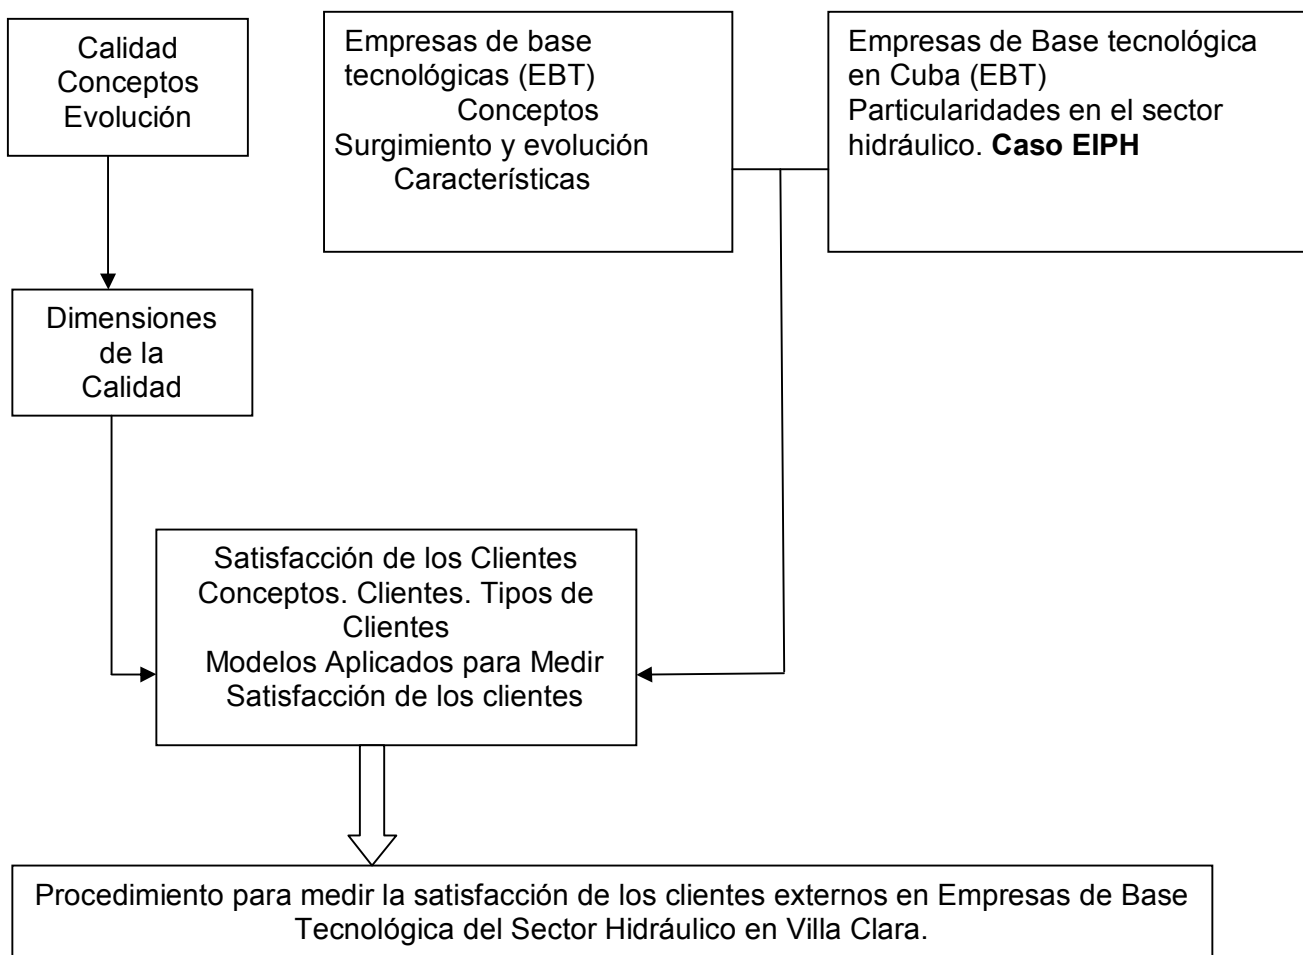 Calidad
Conceptos
Evolución
Empresas de base
tecnológicas (EBT)
Conceptos
Surgimiento y evolución
Características
Empresas de Base tecnológica
en Cuba (EBT)
Particularidades en el sector
hidráulico. Caso EIPH
Dimensiones
de la
Calidad
Satisfacción de los Clientes
Conceptos. Clientes. Tipos de
Clientes
Modelos Aplicados para Medir
Satisfacción de los clientes
Procedimiento para medir la satisfacción de los clientes externos en Empresas de Base
Tecnológica del Sector Hidráulico en Villa Clara.